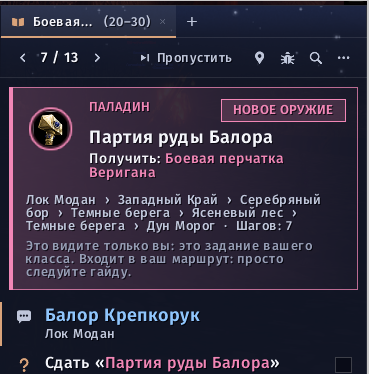 Боевая... (20–30) × +
7 / 13 Пропустить
ПАЛАДИН
НОВОЕ ОРУЖИЕ
Партия руды Балора
Получить: Боевая перчатка
Веригана
Лок Модан › Западный Край › Серебряный
бор › Темные берега › Ясеневый лес ›
Темные берега › Дун Морог · Шагов: 7
Это видите только вы: это задание вашего
класса. Входит в ваш маршрут: просто
следуйте гайду.
Балор Крепкорук
Лок Модан
? Сдать «Партия руды Балора»